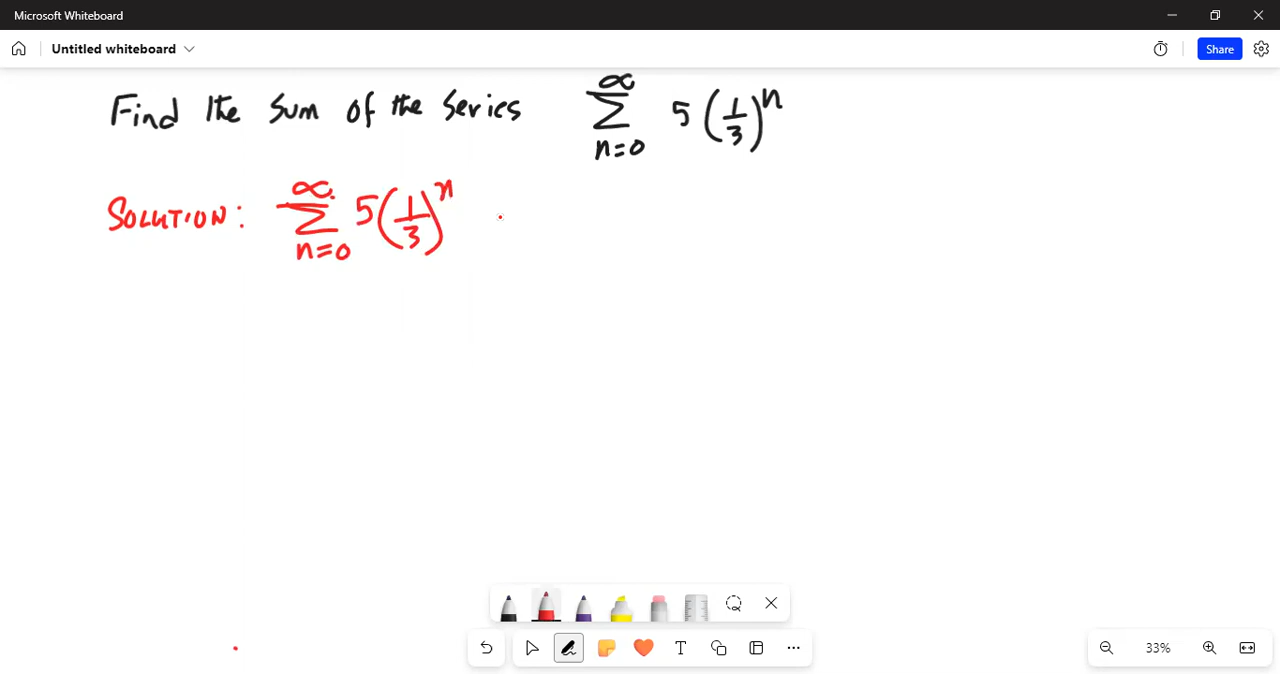 Microsoft Whiteboard
Untitled whiteboard
Share
Find the Sum of the Series ∞ ∑ n=0 5(1/3)^n
SOLUTION: ∞ ∑ n=0 5(1/3)^n
T
33%